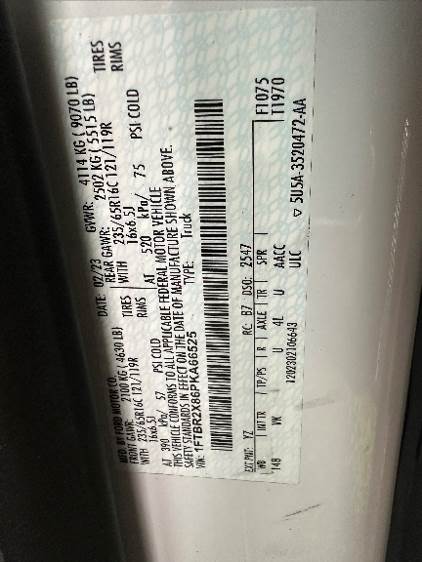 MFD. BY FORD MOTOR CO.
DATE: 02/23 GVWR: 4114 KG ( 9070 LB)
FRONT GAWR: 2100 KG ( 4630 LB) REAR GAWR: 2502 KG ( 5515 LB)
WITH 235/65R16C121/119R TIRES WITH 235/65R16C 121/119R TIRES
16x6.5J RIMS 16x6.5J RIMS
AT 390 kPa/ 57 PSI COLD AT 520 kPa/ 75 PSI COLD
THIS VEHICLE CONFORMS TO ALL APPLICABLE FEDERAL MOTOR VEHICLE
SAFETY STANDARDS IN EFFECT ON THE DATE OF MANUFACTURE SHOWN ABOVE.
VIN: 1FTBR2X86PKA66525 TYPE: Truck
EXT PNT: YZ RC: B7 DSO: 2547 F1075
WB INT TR TP/PS R AXLE TR SPR T1970
148 VK U 4L U AACC
ULC
1202302106643 ▽ 5U5A-3520472-AA